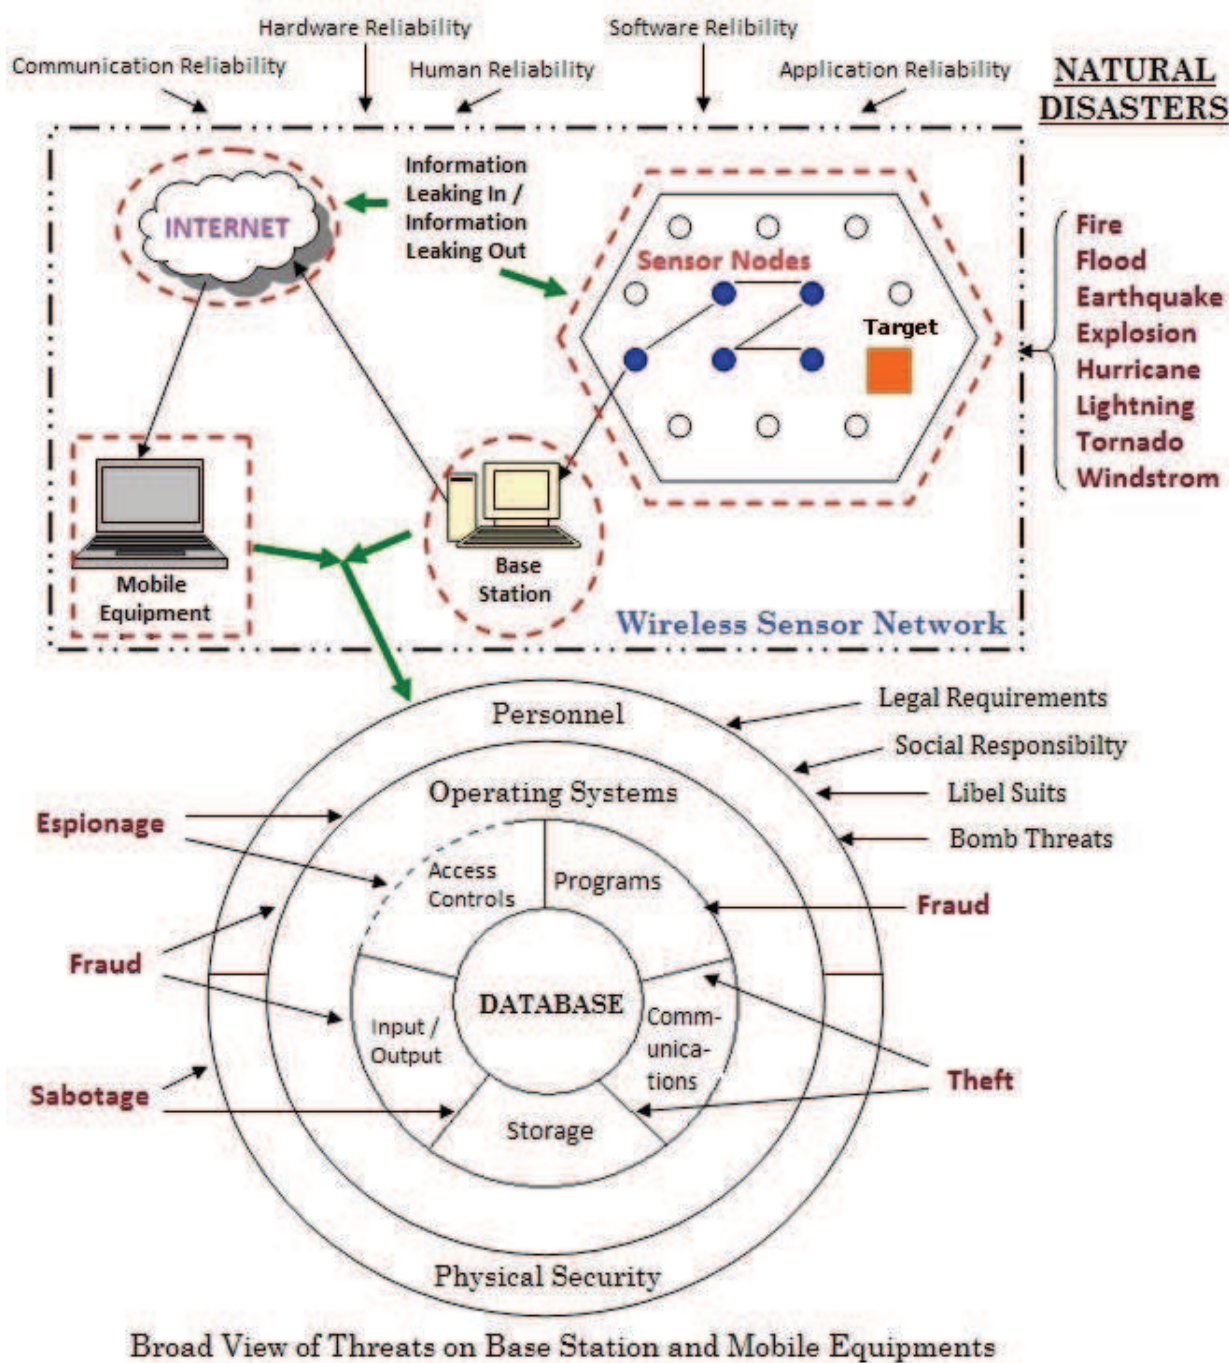 Hardware Reliability
Software Relibility
Communication Reliability
Human Reliability
Application Reliability
NATURAL
DISASTERS
Information
Leaking In /
Information
Leaking Out
INTERNET
Sensor Nodes
Target
Fire
Flood
Earthquake
Explosion
Hurricane
Lightning
Tornado
Windstrom
Mobile
Equipment
Base
Station
Wireless Sensor Network
Personnel
Legal Requirements
Social Responsibilty
Libel Suits
Bomb Threats
Operating Systems
Espionage
Access
Controls
Programs
Fraud
Fraud
DATABASE
Input /
Output
Comm-
unica-
tions
Theft
Sabotage
Storage
Physical Security
Broad View of Threats on Base Station and Mobile Equipments